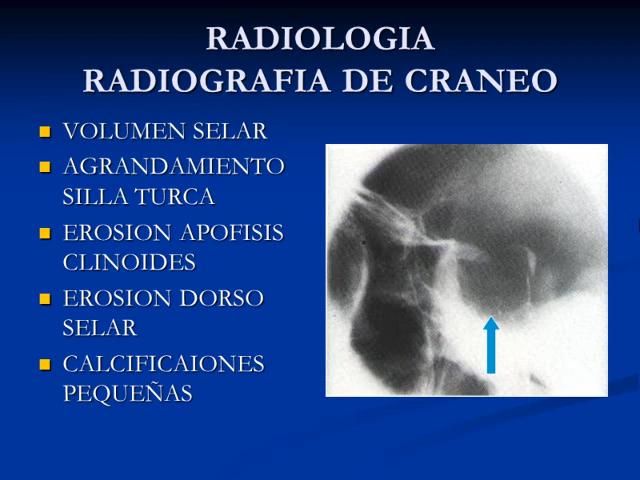 RADIOLOGIA
RADIOGRAFIA DE CRANEO
VOLUMEN SELAR
AGRANDAMIENTO
SILLA TURCA
EROSION APOFISIS
CLINOIDES
EROSION DORSO
SELAR
CALCIFICAIONES
PEQUEÑAS